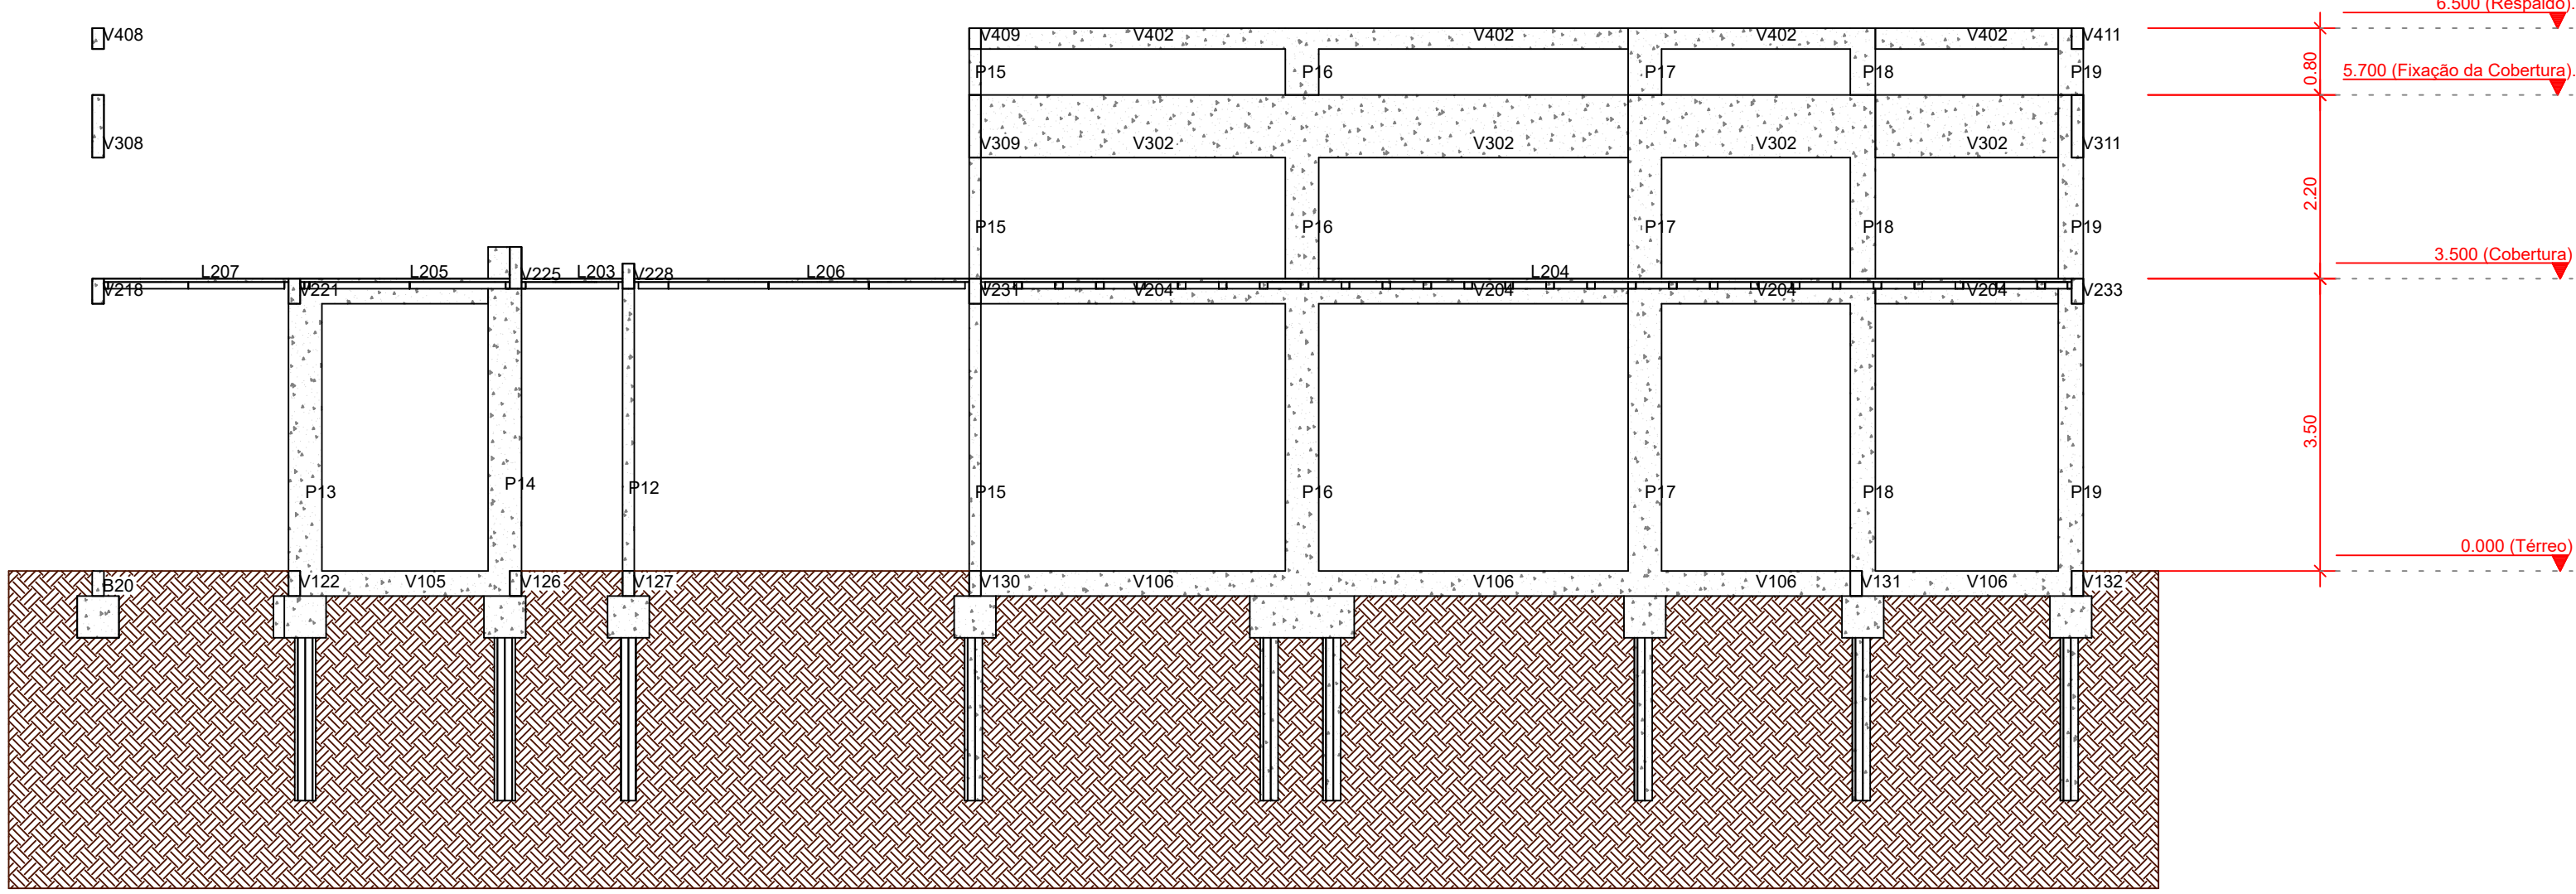 6.500 (Respaldo).
V408
V409 V402 V402 V402 V402 V411
P15 P16 P17 P18 P19
0.80
5.700 (Fixação da Cobertura).
V308
V309 V302 V302 V302 V302 V311
2.20
P15 P16 P17 P18 P19
3.500 (Cobertura)
L207 L205 V225 L203 V228 L206 L204
V218 V221 V231 V204 V204 V204 V204 V233
3.50
P13 P14 P12 P15 P16 P17 P18 P19
0.000 (Térreo)
B20 V122 V105 V126 V127 V130 V106 V106 V106 V131 V106 V132